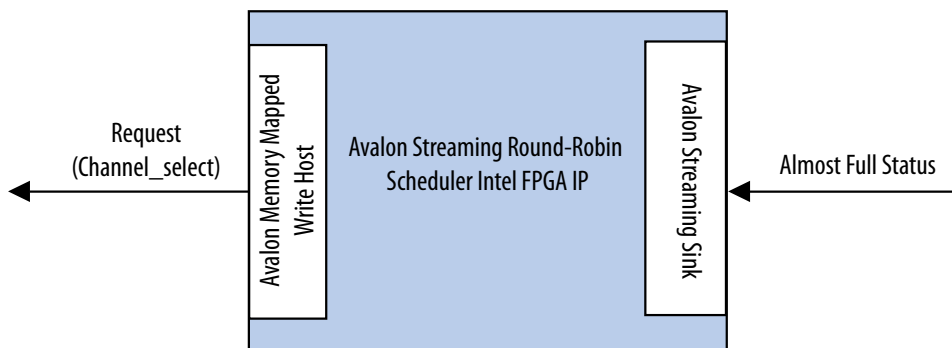 Request
(Channel_select)
Avalon Memory Mapped
Write Host
Avalon Streaming Round-Robin
Scheduler Intel FPGA IP
Avalon Streaming Sink
Almost Full Status